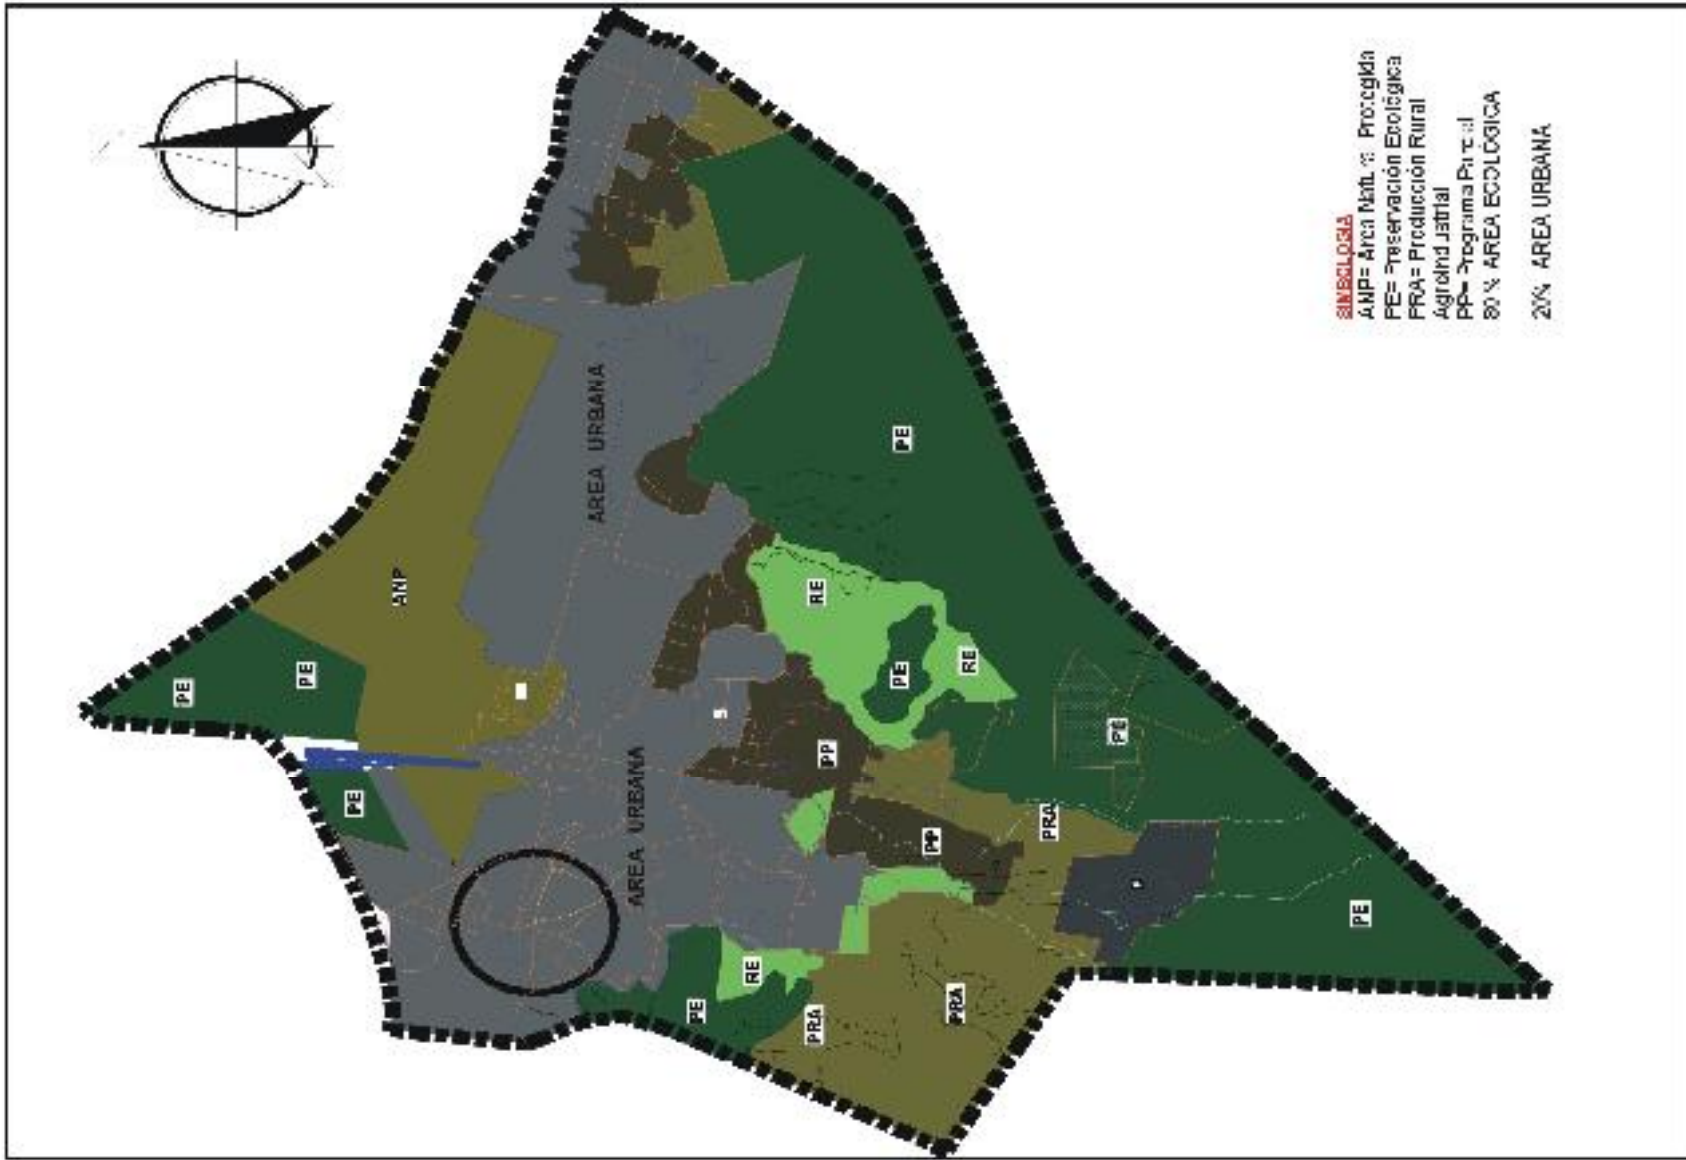 SIMBOLOGIA
ANP= Area Natural Protegida
PE= Preservación Ecológica
PRA= Producción Rural
Agroindustrial
PP= Programa Parcial
80 % AREA ECOLÓGICA
20% AREA URBANA
AREA URBANA
ANP
PE
PE
PE
AREA URBANA
PE
RE
PE
RE
PE
PP
PP
PRA
PE
RE
PE
PRA
PRA